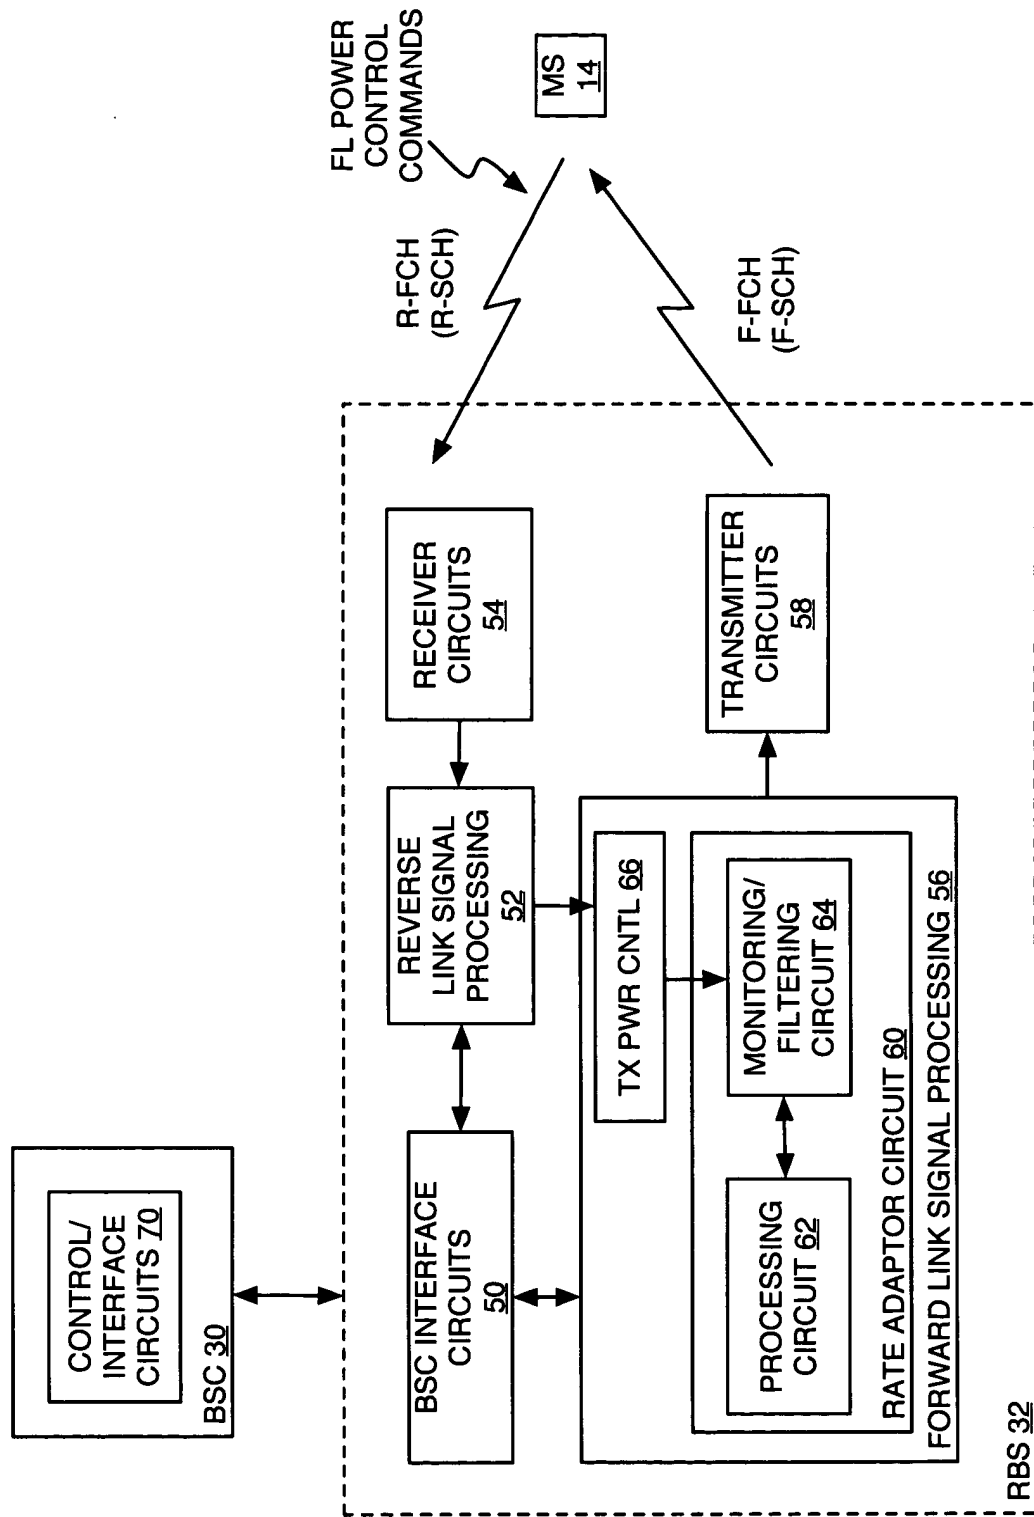 CONTROL/
INTERFACE
CIRCUITS 70
BSC 30
BSC INTERFACE
CIRCUITS
50
REVERSE
LINK SIGNAL
PROCESSING
52
RECEIVER
CIRCUITS
54
R-FCH
(R-SCH)
FL POWER
CONTROL
COMMANDS
MS
14
TX PWR CNTL 66
PROCESSING
CIRCUIT 62
MONITORING/
FILTERING
CIRCUIT 64
RATE ADAPTOR CIRCUIT 60
FORWARD LINK SIGNAL PROCESSING 56
TRANSMITTER
CIRCUITS
58
F-FCH
(F-SCH)
RBS 32